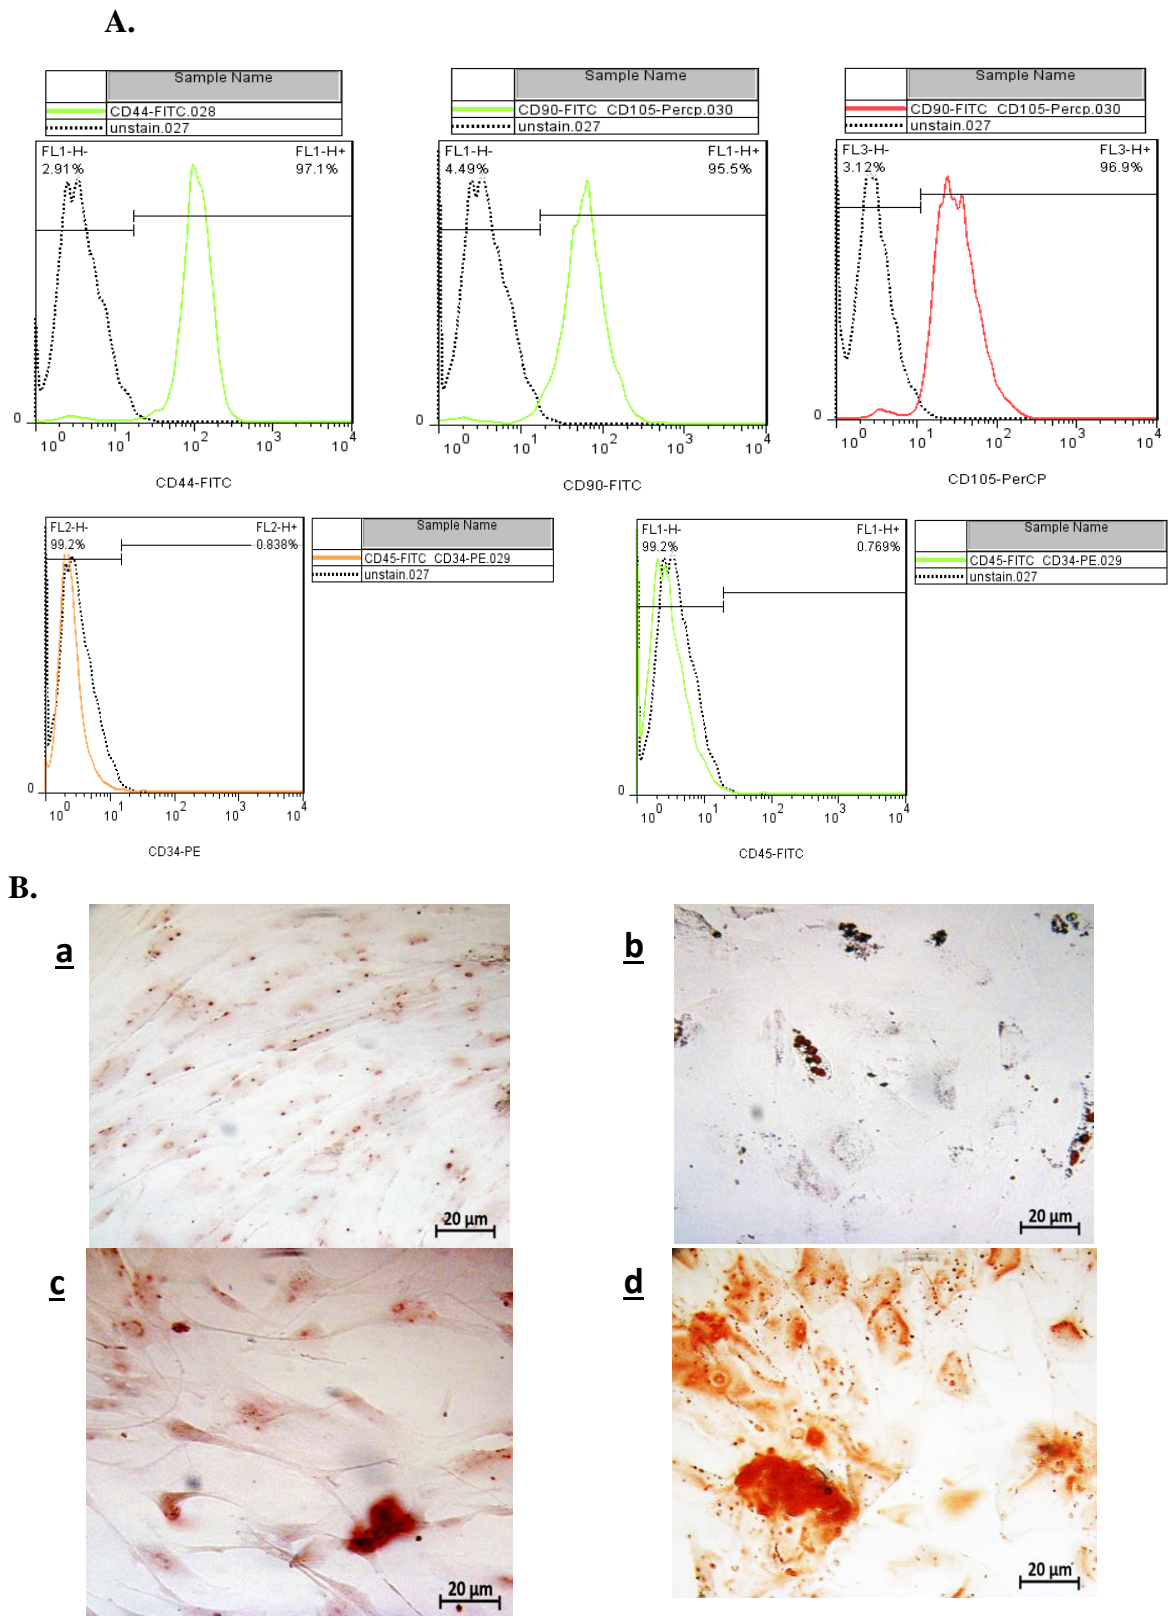 A.
Sample Name
CD44-FITC.028
unstain.027
FL1-H-
2.91%
FL1-H+
97.1%
0
10^0 10^1 10^2 10^3 10^4
CD44-FITC
Sample Name
CD90-FITC CD105-Percp.030
unstain.027
FL1-H-
4.49%
FL1-H+
95.5%
0
10^0 10^1 10^2 10^3 10^4
CD90-FITC
Sample Name
CD90-FITC CD105-Percp.030
unstain.027
FL3-H-
3.12%
FL3-H+
96.9%
0
10^0 10^1 10^2 10^3 10^4
CD105-PerCP
FL2-H-
99.2%
FL2-H+
0.838%
0
10^0 10^1 10^2 10^3 10^4
CD34-PE
Sample Name
CD45-FITC CD34-PE.029
unstain.027
FL1-H-
99.2%
FL1-H+
0.769%
0
10^0 10^1 10^2 10^3 10^4
CD45-FITC
Sample Name
CD45-FITC CD34-PE.029
unstain.027
B.
a
20 µm
b
20 µm
c
20 µm
d
20 µm